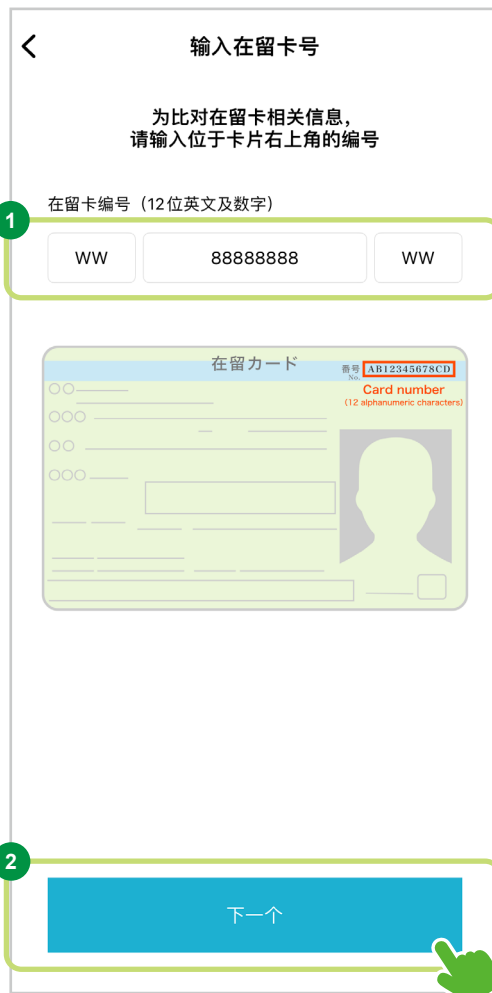 输入在留卡号
为比对在留卡相关信息，
请输入位于卡片右上角的编号
在留卡编号（12位英文及数字）
1
WW 88888888 WW
在留カード
番号 AB12345678CD
No.
Card number
(12 alphanumeric characters)
2
下一个